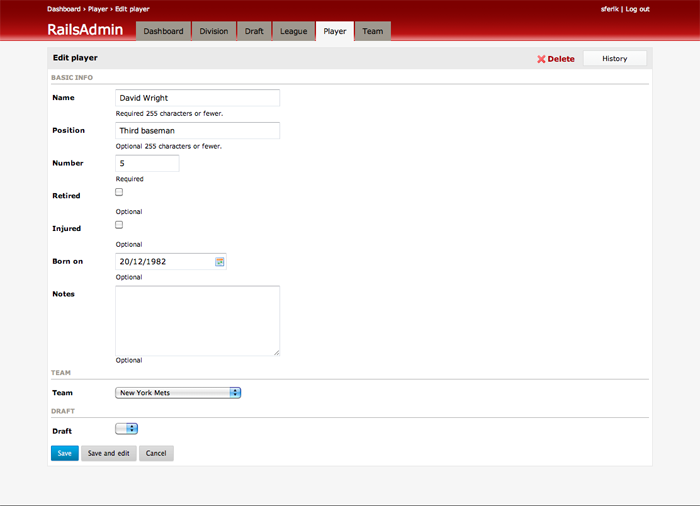 Dashboard › Player › Edit player
sferik | Log out
RailsAdmin
Dashboard Division Draft League Player Team
Edit player
Delete
History
BASIC INFO
Name David Wright
Required 255 characters or fewer.
Position Third baseman
Optional 255 characters or fewer.
Number 5
Required
Retired
Optional
Injured
Optional
Born on 20/12/1982
Optional
Notes
Optional
TEAM
Team New York Mets
DRAFT
Draft
Save Save and edit Cancel